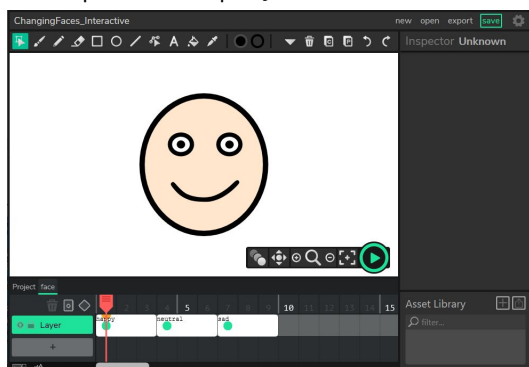 ChangingFaces_Interactive
new open export save
Inspector Unknown
Project face
5 10 11 12 13 14 15
Layer
happy neutral sad
+
Asset Library
filter...